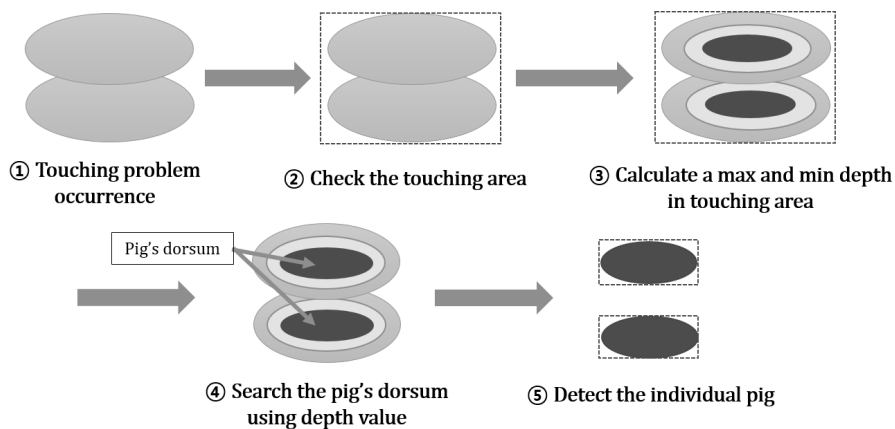 ① Touching problem
occurrence
② Check the touching area
③ Calculate a max and min depth
in touching area
Pig's dorsum
④ Search the pig's dorsum
using depth value
⑤ Detect the individual pig